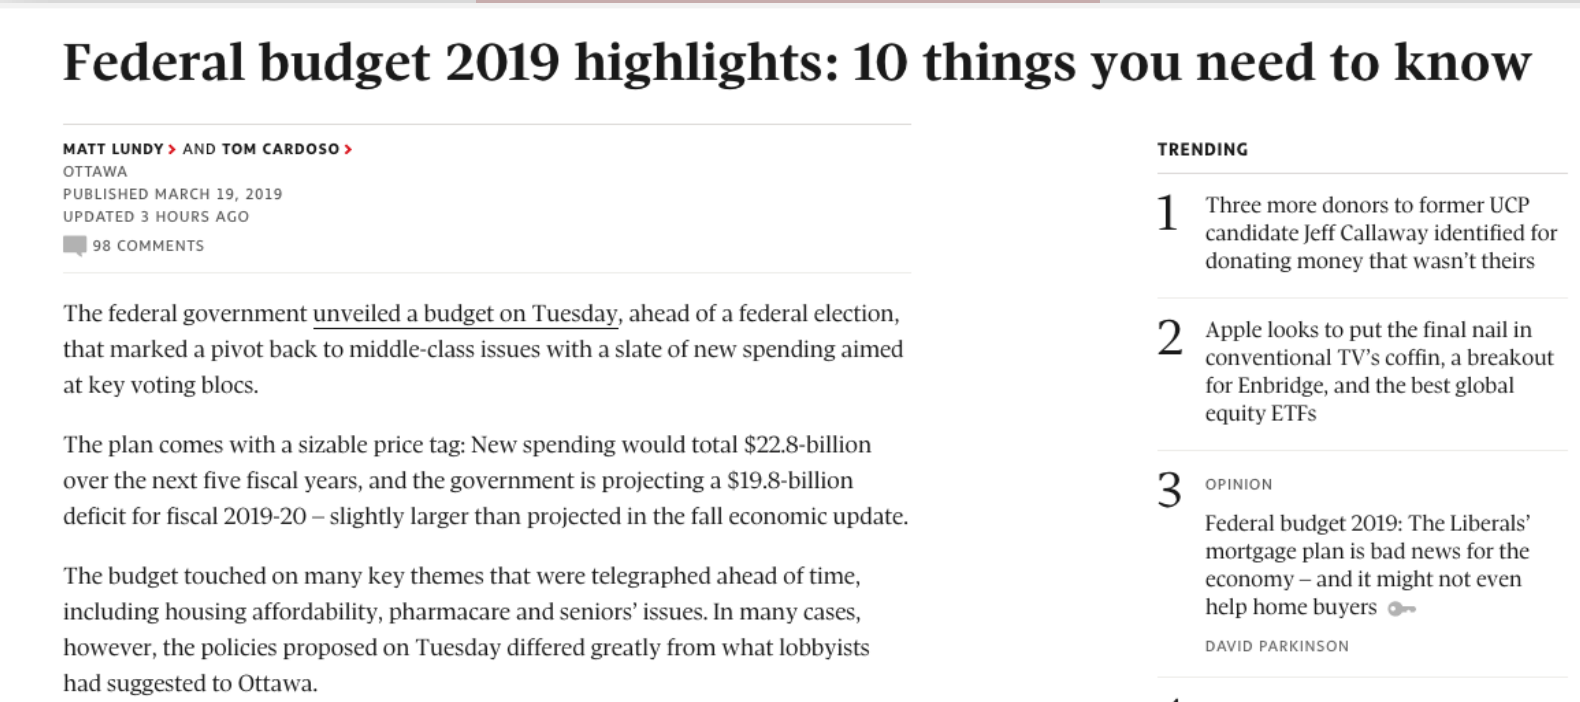 Federal budget 2019 highlights: 10 things you need to know
MATT LUNDY > AND TOM CARDOSO >
OTTAWA
PUBLISHED MARCH 19, 2019
UPDATED 3 HOURS AGO
98 COMMENTS
The federal government unveiled a budget on Tuesday, ahead of a federal election,
that marked a pivot back to middle-class issues with a slate of new spending aimed
at key voting blocs.
The plan comes with a sizable price tag: New spending would total $22.8-billion
over the next five fiscal years, and the government is projecting a $19.8-billion
deficit for fiscal 2019-20 – slightly larger than projected in the fall economic update.
The budget touched on many key themes that were telegraphed ahead of time,
including housing affordability, pharmacare and seniors’ issues. In many cases,
however, the policies proposed on Tuesday differed greatly from what lobbyists
had suggested to Ottawa.
TRENDING
1
Three more donors to former UCP
candidate Jeff Callaway identified for
donating money that wasn’t theirs
2
Apple looks to put the final nail in
conventional TV’s coffin, a breakout
for Enbridge, and the best global
equity ETFs
3
OPINION
Federal budget 2019: The Liberals’
mortgage plan is bad news for the
economy – and it might not even
help home buyers
DAVID PARKINSON